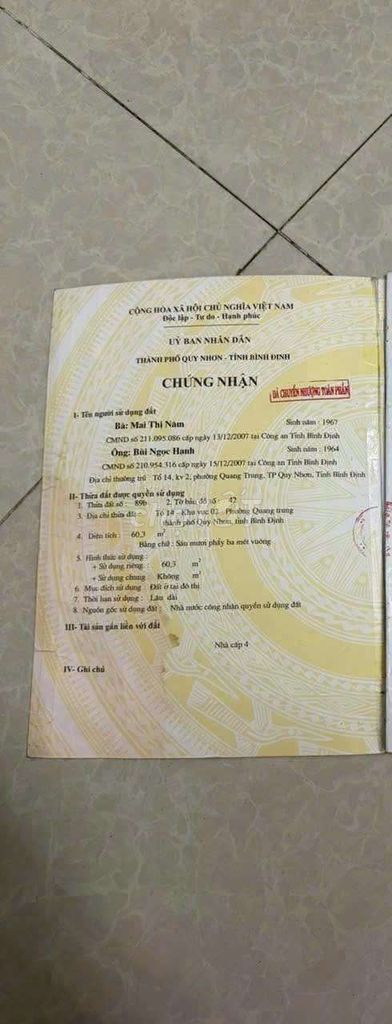 CỘNG HÒA XÃ HỘI CHỦ NGHĨA VIỆT NAM
Độc lập - Tự do - Hạnh phúc
UỶ BAN NHÂN DÂN
THÀNH PHỐ QUY NHƠN - TỈNH BÌNH ĐỊNH
CHỨNG NHẬN
ĐÃ CHUYỂN NHƯỢNG TOÀN PHẦN
I- Tên người sử dụng đất
Bà: Mai Thị Năm Sinh năm : 1967
CMND số 211.095.086 cấp ngày 13/12/2007 tại Công an Tỉnh Bình Định
Ông: Bùi Ngọc Hanh Sinh năm : 1964
CMND số 210.954.316 cấp ngày 15/12/2007 tại Công an Tỉnh Bình Định
Địa chỉ thường trú Tổ 14, kv 2, phường Quang Trung, TP Quy Nhơn, Tỉnh Bình Định
II- Thửa đất được quyền sử dụng
1. Thửa đất số : 89b 2. Tờ bản đồ số : 42
3. Địa chỉ thửa đất : Tổ 14 - Khu vực 02 - Phường Quang trung
thành phố Quy Nhơn, tỉnh Bình Định
4. Diện tích : 60,3 m²
Bằng chữ : Sáu mươi phẩy ba mét vuông
5. Hình thức sử dụng :
+ Sử dụng riêng : 60,3 m²
+ Sử dụng chung Không m²
6. Mục đích sử dụng Đất ở tại đô thị
7. Thời hạn sử dụng : Lâu dài
8. Nguồn gốc sử dụng đất : Nhà nước công nhận quyền sử dụng đất
III- Tài sản gắn liền với đất
Nhà cấp 4
IV- Ghi chú